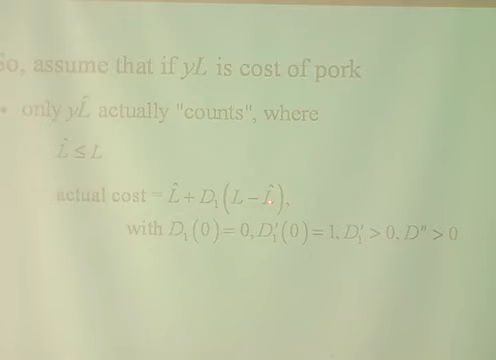 So, assume that if yL is cost of pork
• only yL̂ actually "counts", where
L̂ ≤ L
actual cost = L̂ + D₁(L − L̂),
with D₁(0) = 0, D₁′(0) = 1, D₁′ > 0, D″ > 0